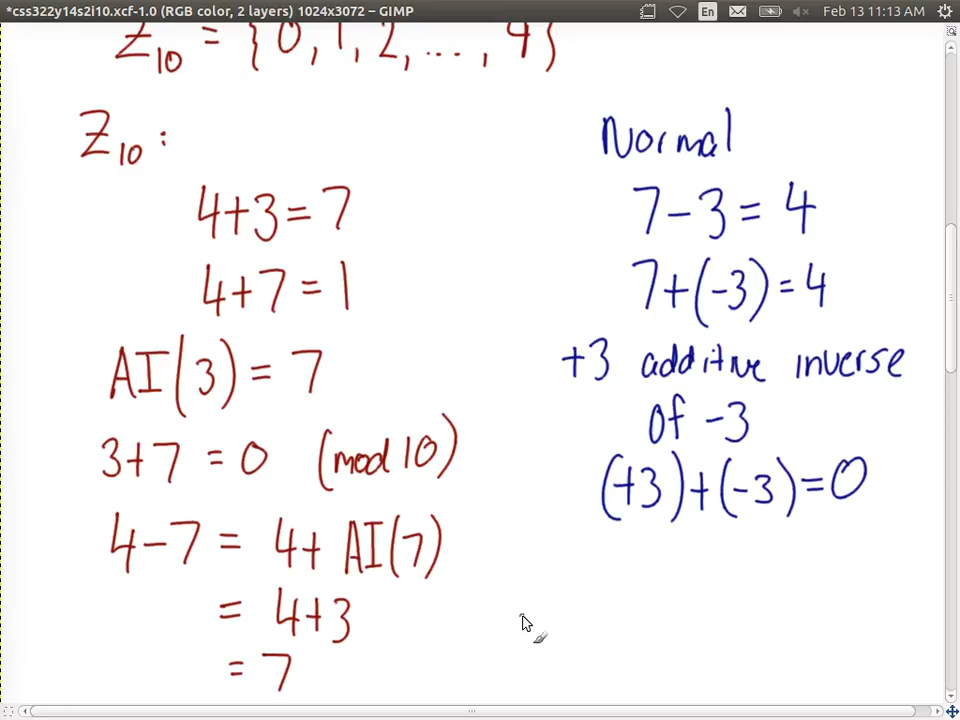 *css322y14s2i10.xcf-1.0 (RGB color, 2 layers) 1024x3072 – GIMP
En
Feb 13 11:13 AM
Z10 = {0, 1, 2, ..., 9}
Z10 :
4+3=7
4+7=1
AI(3) = 7
3+7 = 0 (mod 10)
4-7 = 4+ AI(7)
= 4+3
= 7
Normal
7-3= 4
7+(-3)=4
+3 additive inverse
of -3
(+3)+(-3)=0